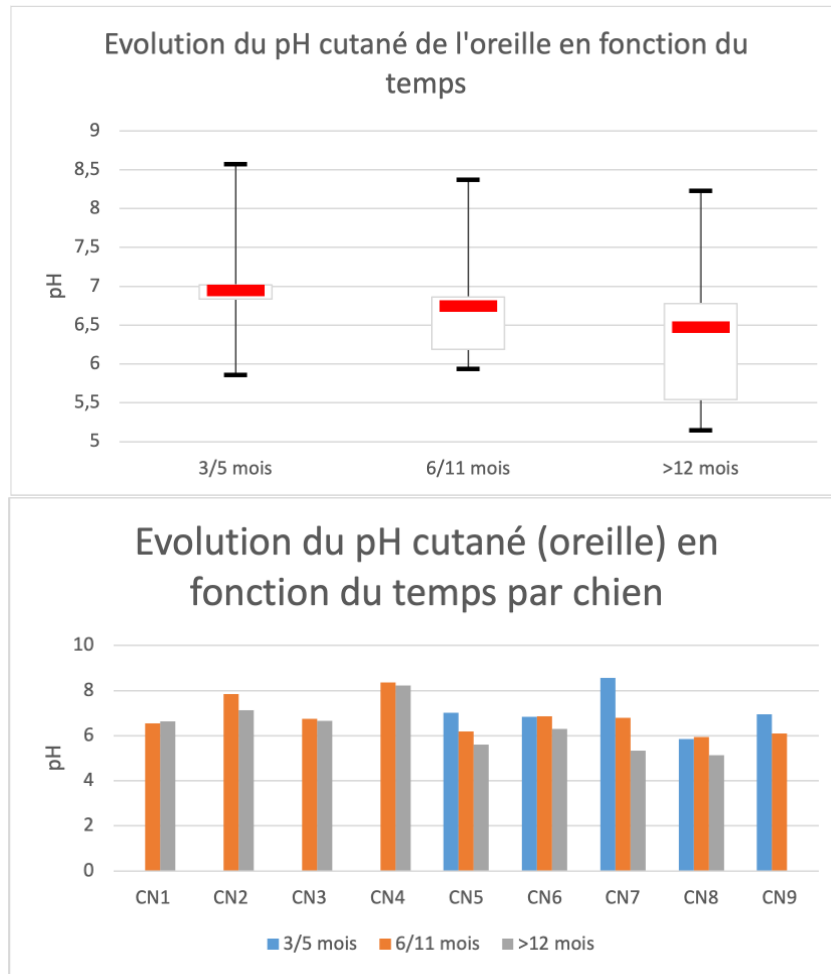 Evolution du pH cutané de l'oreille en fonction du
temps
9
8,5
8
7,5
7
6,5
6
5,5
5
pH
3/5 mois 6/11 mois >12 mois
Evolution du pH cutané (oreille) en
fonction du temps par chien
10
8
6
4
2
0
pH
CN1 CN2 CN3 CN4 CN5 CN6 CN7 CN8 CN9
3/5 mois 6/11 mois >12 mois